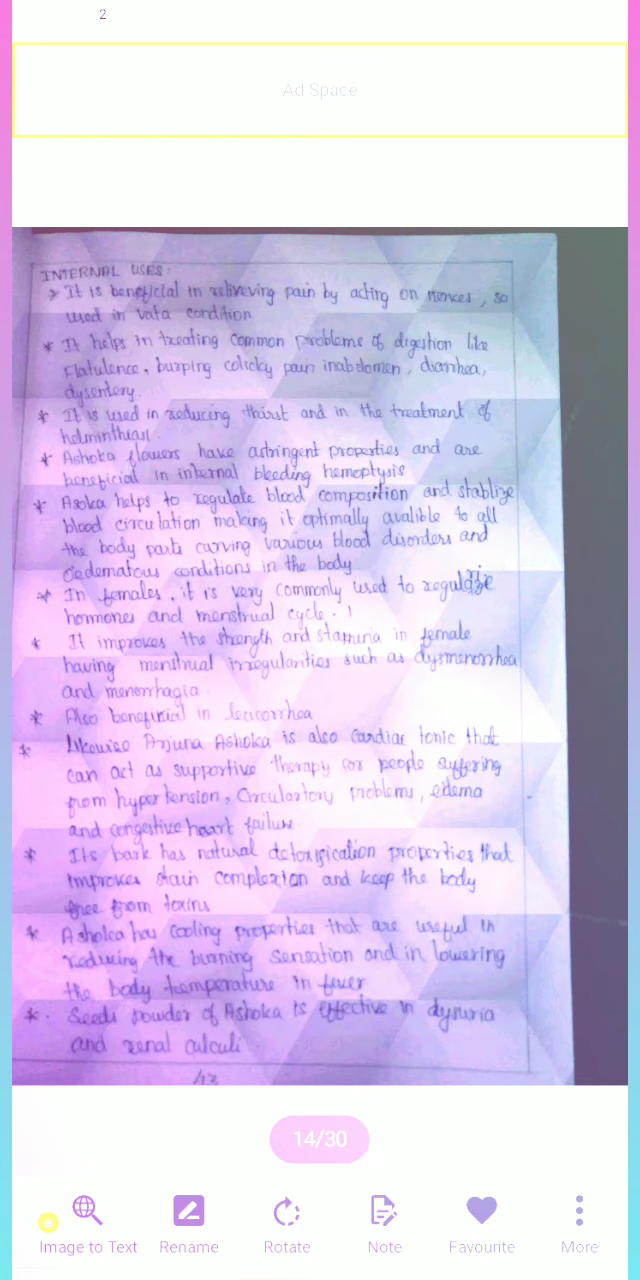 2
Ad Space
INTERNAL USES:
It is beneficial in relieveing pain by acting on nerves, so
used in vata condition
* It helps in treating common problems of digestion like
Flatulence, burping colicky pain inabdomen, diarrhea,
dysentery.
* It is used in reducing thirst and in the treatment of
helminthiasi.
* Ashoka flowers have astringent properties and are
beneficial in internal bleeding hemoptysis
* Asoka helps to regulate blood composition and stablize
blood circulation making it optimally avalible to all
the body parts curving various blood disorders and
Oedematous conditions in the body
* In females, it is very commonly used to regulate
hormones and menstrual cycle.
* It improves the strength and stamina in female
having menstrual irregularities such as dysmenorrhea
and menorrhagia.
* Also beneficial in leucorrhea
* Likewise Arjuna Ashoka is also cardiac tonic that
can act as supportive therapy for people suffering
from hypertension, Circulartory problems, edema
and congestive heart failure.
* Its bark has natural detoxification properties that
improves skin complexion and keep the body
free from toxins
* Ashoka has cooling properties that are useful in
reducing the burning sensation and in lowering
the body temperature in fever
* Seeds powder of Ashoka is effective in dysuria
and renal calculi
14/30
Image to Text Rename Rotate Note Favourite More